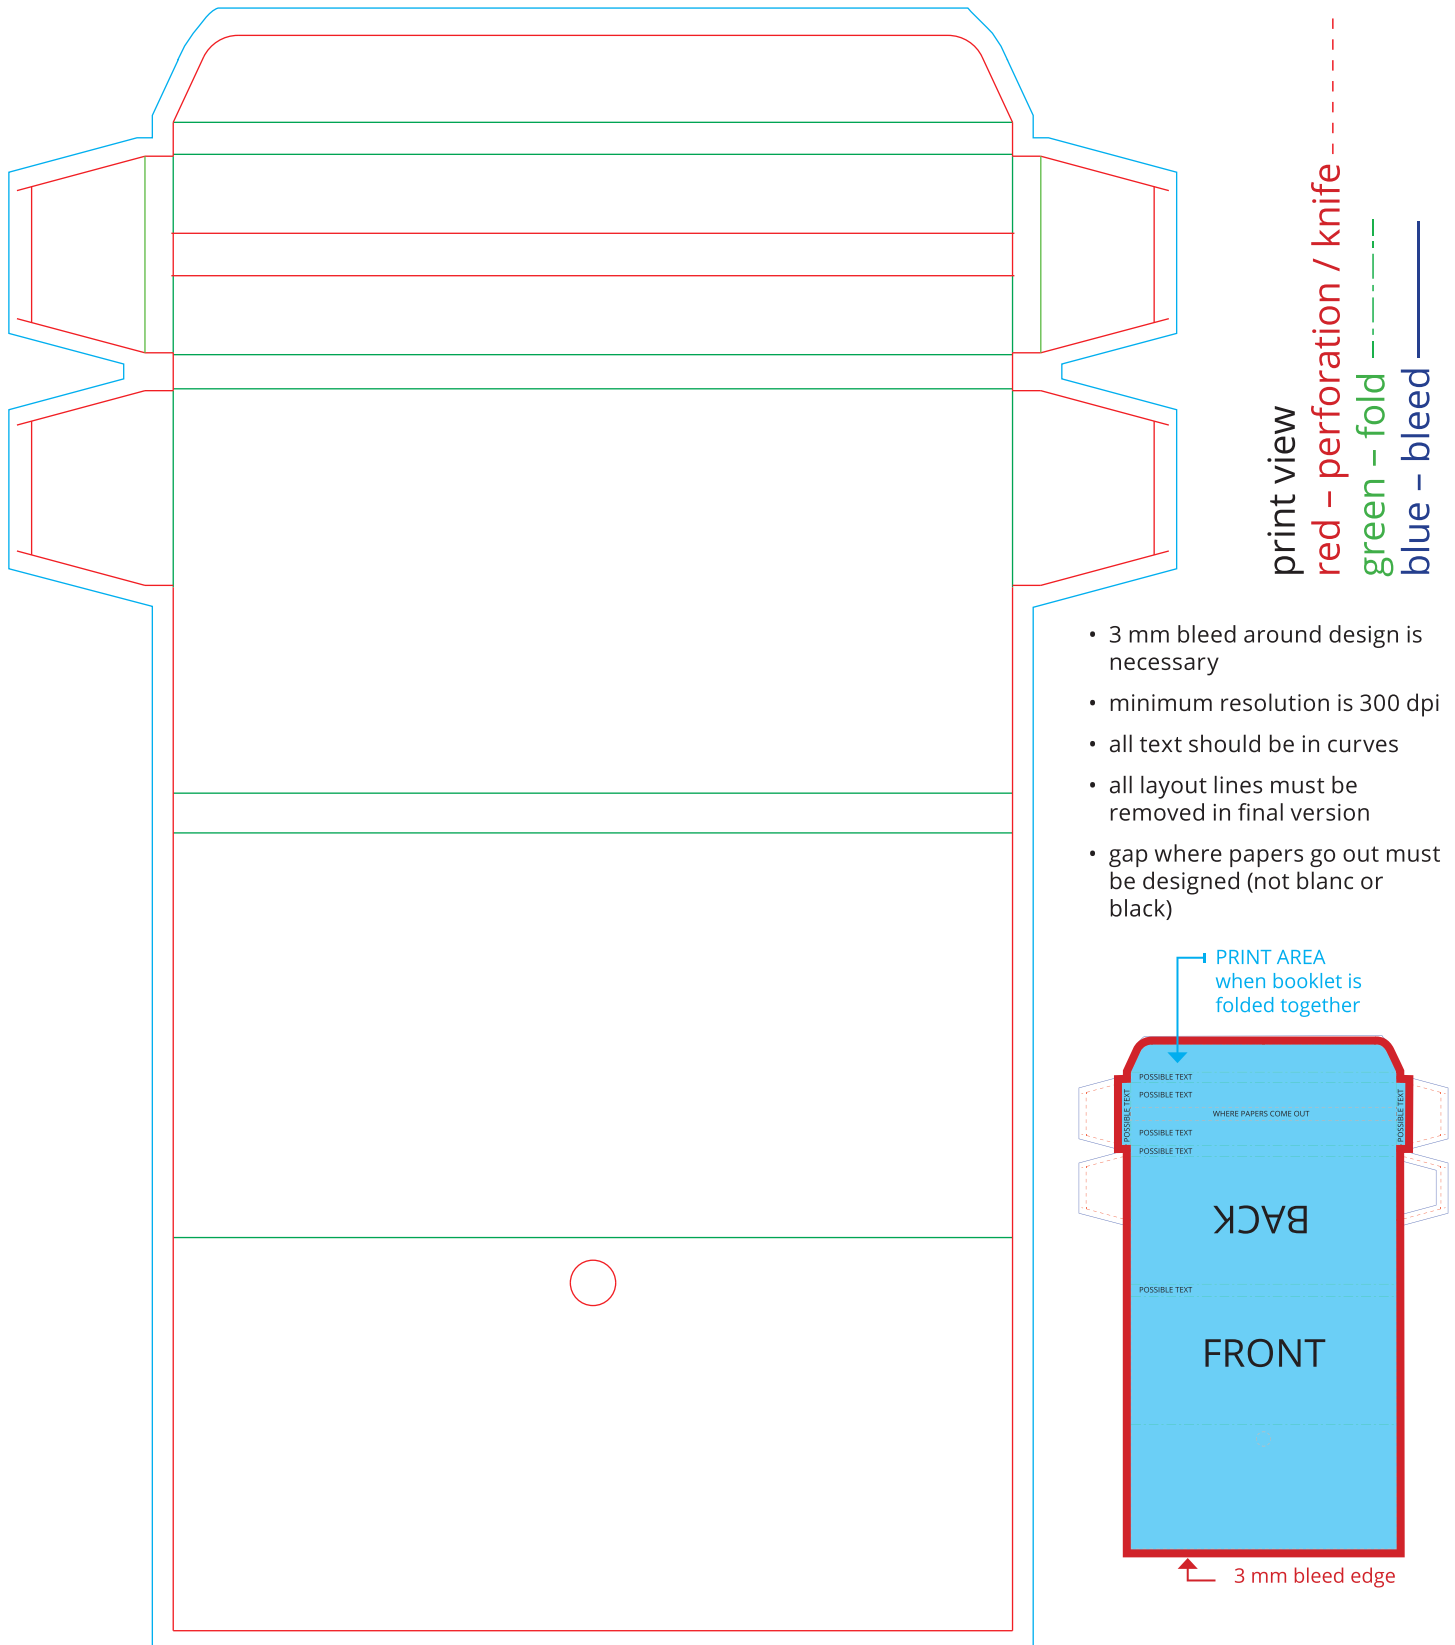 print view
red – perforation / knife
green – fold
blue – bleed
• 3 mm bleed around design is
necessary
• minimum resolution is 300 dpi
• all text should be in curves
• all layout lines must be
removed in final version
• gap where papers go out must
be designed (not blanc or
black)
PRINT AREA
when booklet is
folded together
POSSIBLE TEXT
POSSIBLE TEXT
POSSIBLE TEXT
POSSIBLE TEXT
WHERE PAPERS COME OUT
POSSIBLE TEXT
POSSIBLE TEXT
BACK
POSSIBLE TEXT
FRONT
3 mm bleed edge